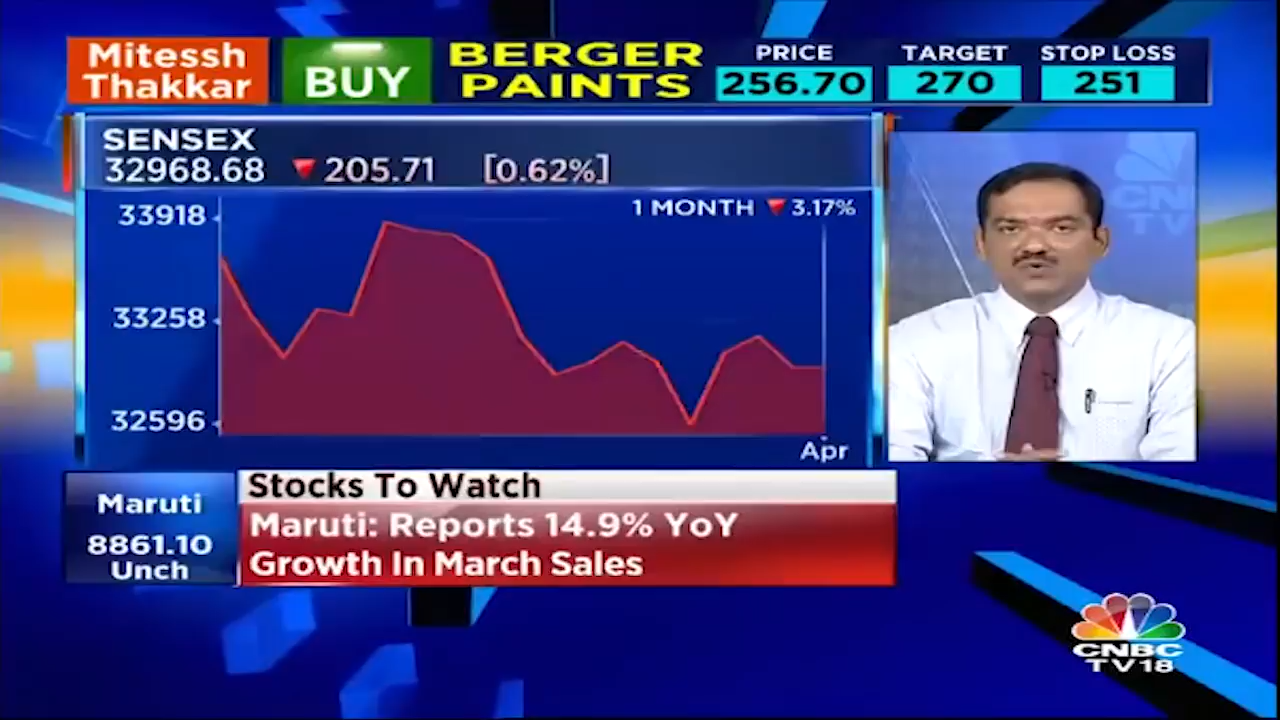 Mitessh
Thakkar
BUY
BERGER
PAINTS
PRICE
256.70
TARGET
270
STOP LOSS
251
SENSEX
32968.68 ▼ 205.71 [0.62%]
1 MONTH ▼ 3.17%
33918
33258
32596
Apr
CNBC
TV
Maruti
8861.10
Unch
Stocks To Watch
Maruti: Reports 14.9% YoY
Growth In March Sales
CNBC
TV18